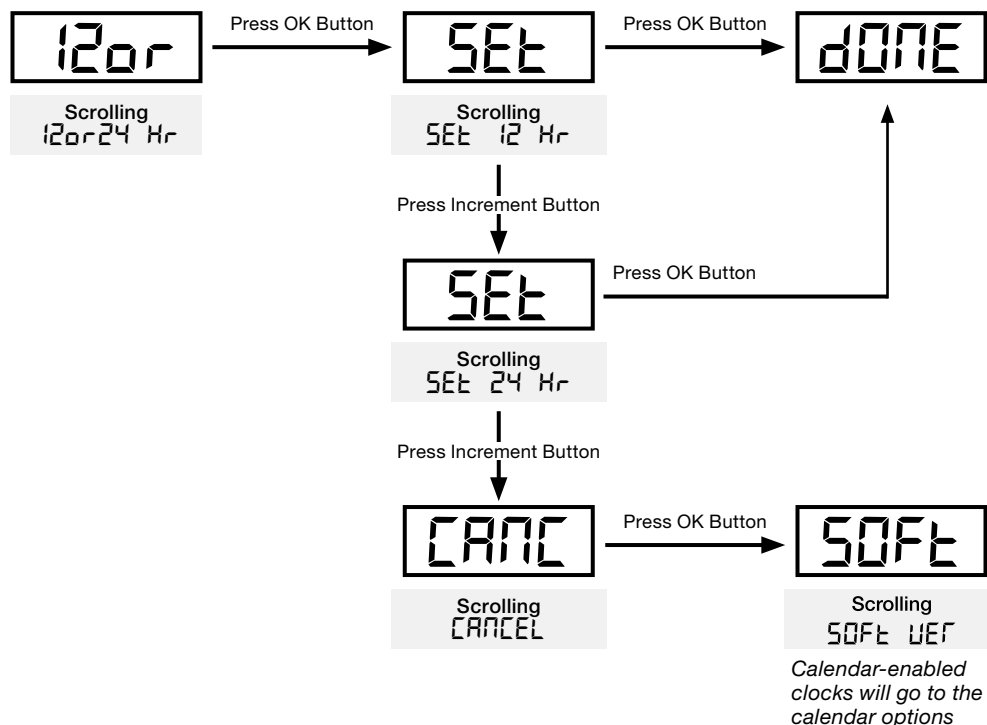 Press OK Button
Press OK Button
12or
SEt
dONE
Scrolling
12or24 Hr
Scrolling
SEt 12 Hr
Press Increment Button
Press OK Button
SEt
Scrolling
SEt 24 Hr
Press Increment Button
Press OK Button
CANC
SOFt
Scrolling
CANCEL
Scrolling
SOFt VEr
Calendar-enabled
clocks will go to the
calendar options